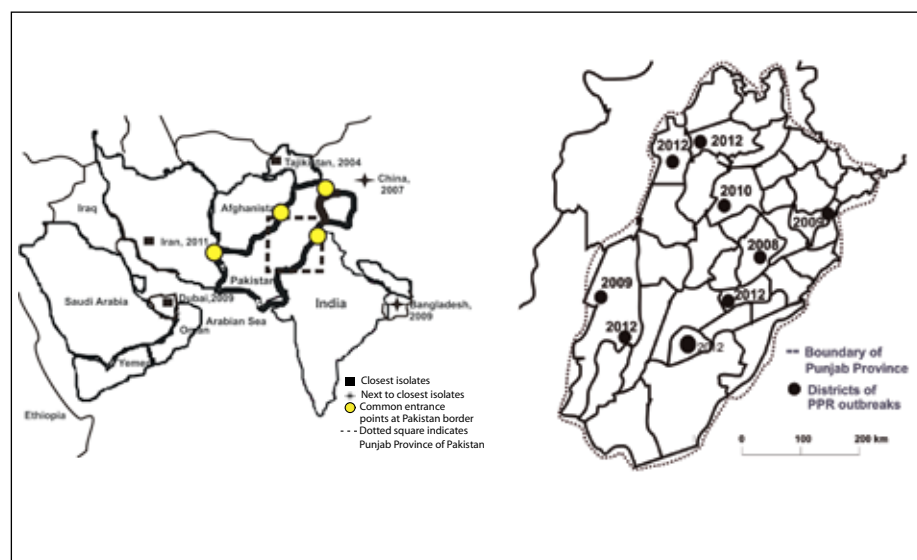 Tajikistan, 2004
China,
2007
Iraq
Afghanistan
Iran, 2011
Pakistan
Saudi Arabia
Dubai,2009
Oman
Arabian Sea
India
Bangladesh,
2009
Yemen
Ethiopia
Closest isolates
Next to closest isolates
Common entrance
points at Pakistan border
Dotted square indicates
Punjab Province of Pakistan
2012
2012
2010
2009
2008
2009
2012
2012
2012
Boundary of
Punjab Province
Districts of
PPR outbreaks
0 100 200 km